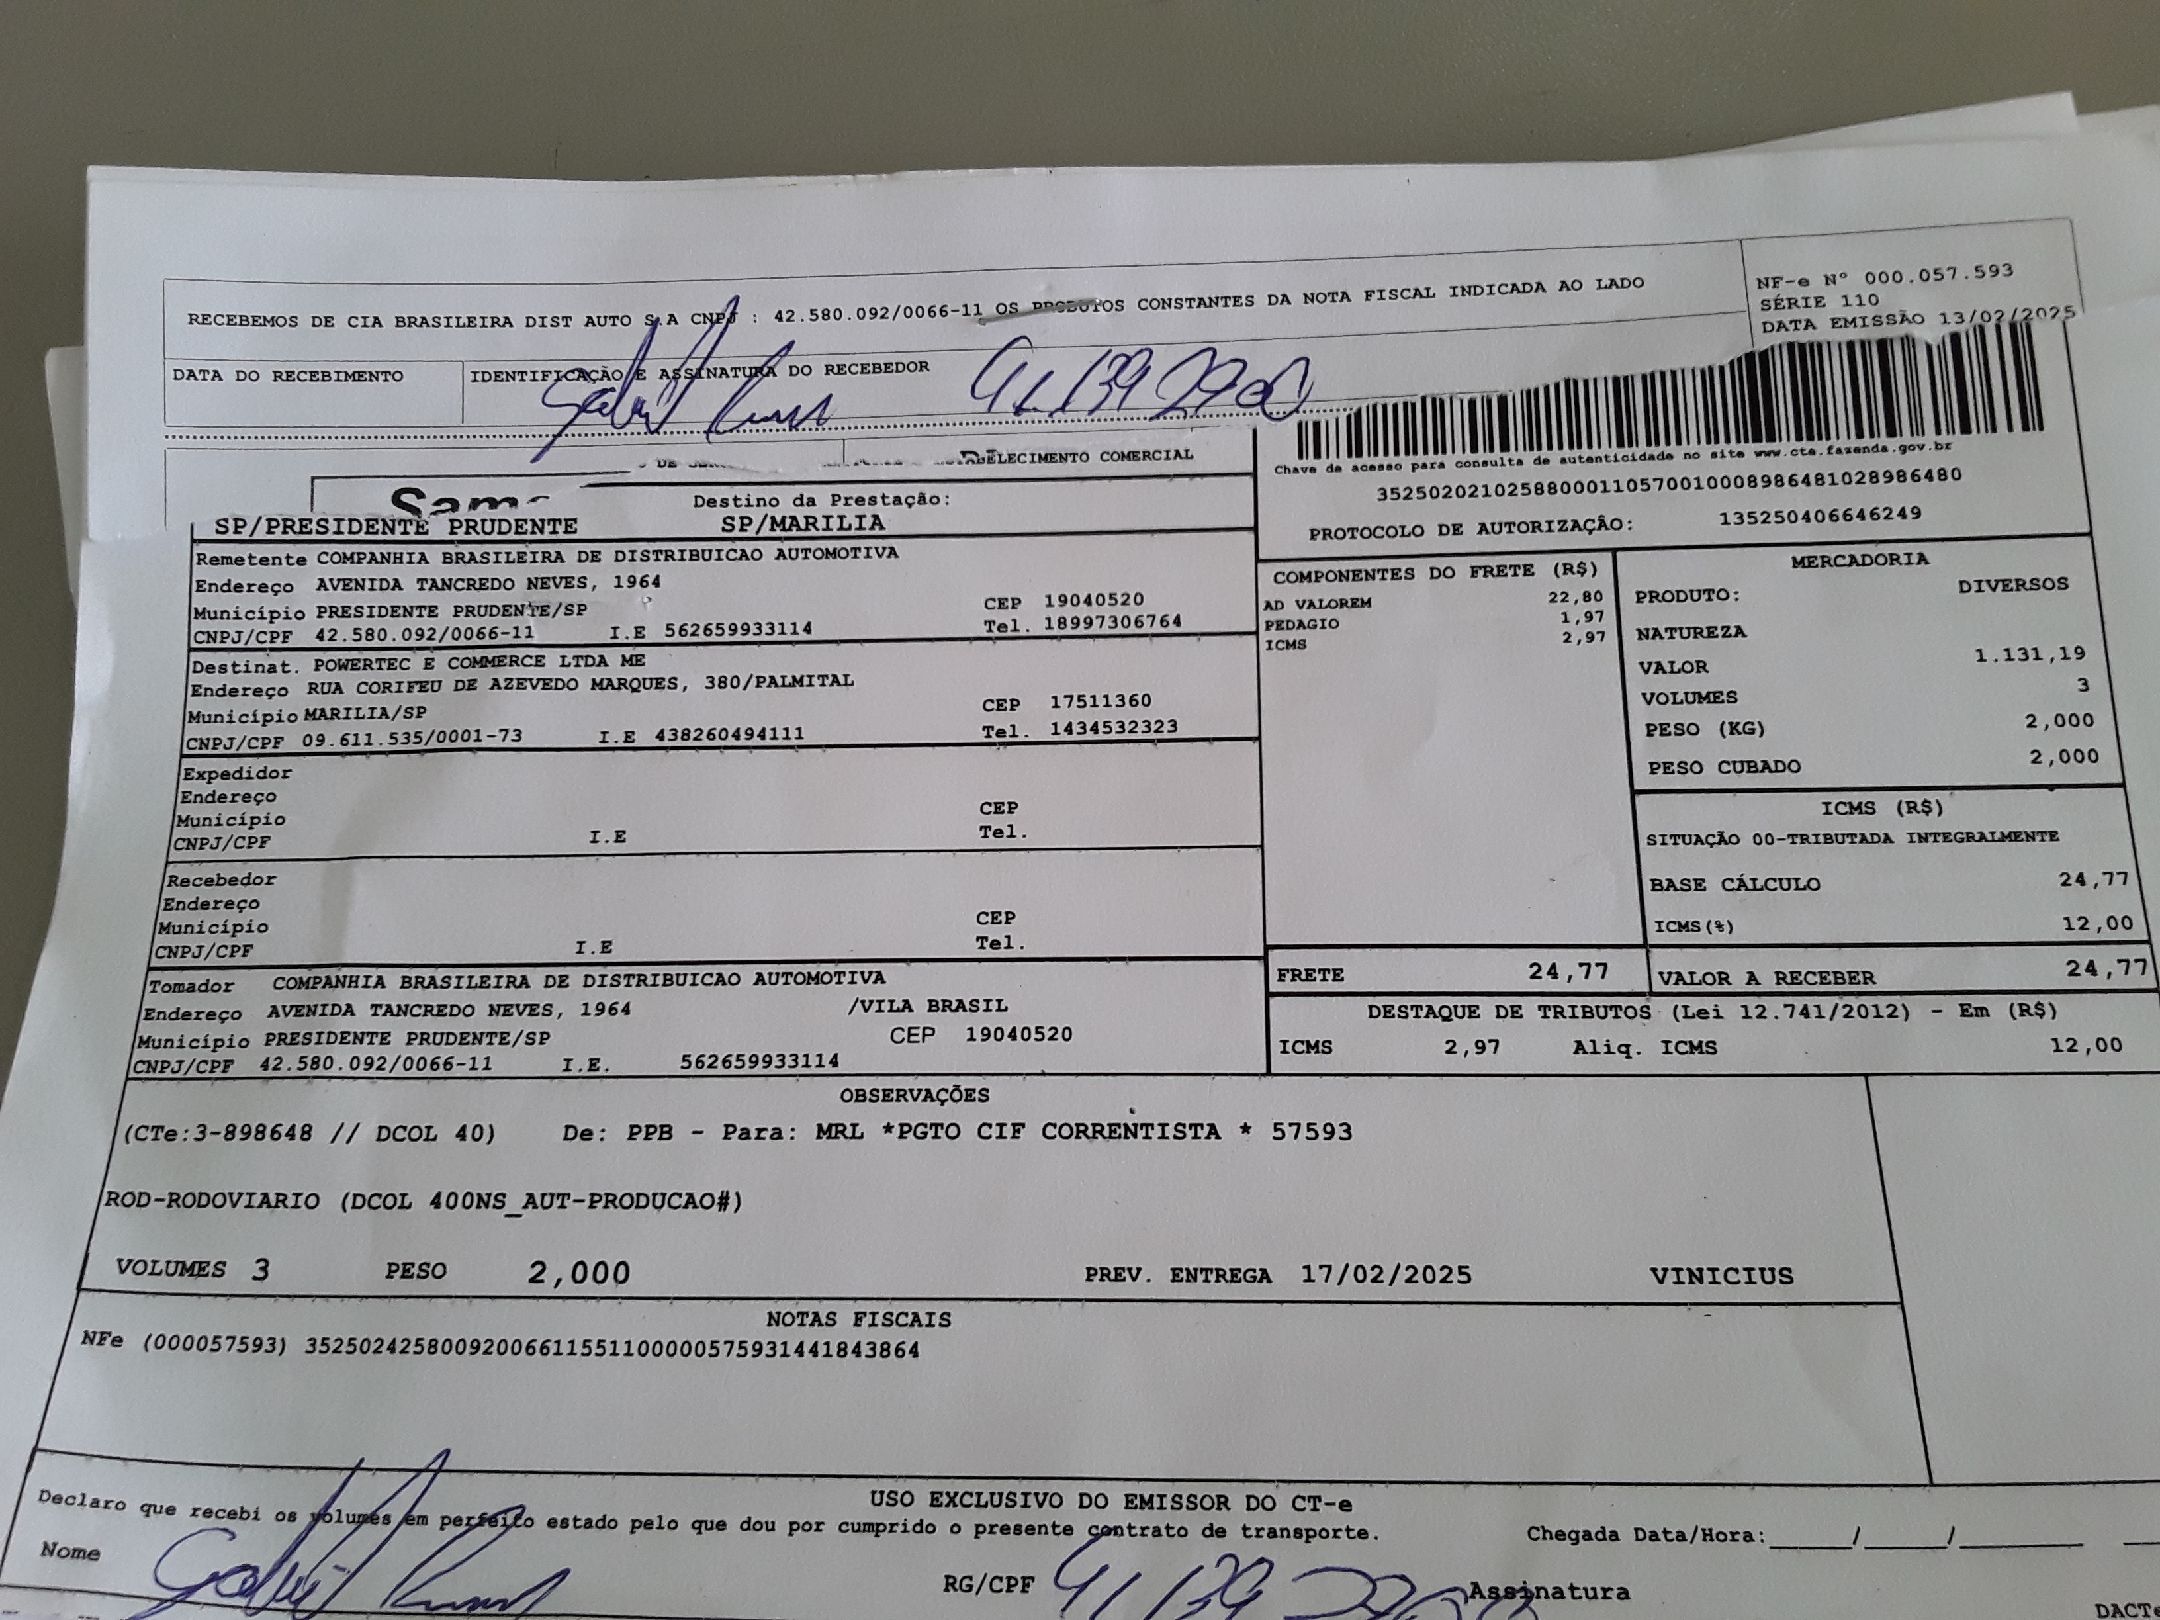 RECEBEMOS DE CIA BRASILEIRA DIST AUTO S.A CNPJ : 42.580.092/0066-11 OS PRODUTOS CONSTANTES DA NOTA FISCAL INDICADA AO LADO
NF-e Nº 000.057.593
SÉRIE 110
DATA EMISSÃO 13/02/2025
DATA DO RECEBIMENTO
IDENTIFICAÇÃO E ASSINATURA DO RECEBEDOR
ELECIMENTO COMERCIAL
Chave de acesso para consulta de autenticidade no site www.cte.fazenda.gov.br
35250202102588000110570010008986481028986480
PROTOCOLO DE AUTORIZAÇÃO: 135250406646249
Destino da Prestação:
SP/PRESIDENTE PRUDENTE SP/MARILIA
Remetente COMPANHIA BRASILEIRA DE DISTRIBUICAO AUTOMOTIVA
Endereço AVENIDA TANCREDO NEVES, 1964
Município PRESIDENTE PRUDENTE/SP CEP 19040520
CNPJ/CPF 42.580.092/0066-11 I.E 562659933114 Tel. 18997306764
Destinat. POWERTEC E COMMERCE LTDA ME
Endereço RUA CORIFEU DE AZEVEDO MARQUES, 380/PALMITAL
Município MARILIA/SP CEP 17511360
CNPJ/CPF 09.611.535/0001-73 I.E 438260494111 Tel. 1434532323
Expedidor
Endereço
Município CEP
CNPJ/CPF I.E Tel.
Recebedor
Endereço
Município CEP
CNPJ/CPF I.E Tel.
Tomador COMPANHIA BRASILEIRA DE DISTRIBUICAO AUTOMOTIVA
Endereço AVENIDA TANCREDO NEVES, 1964 /VILA BRASIL
Município PRESIDENTE PRUDENTE/SP CEP 19040520
CNPJ/CPF 42.580.092/0066-11 I.E. 562659933114
COMPONENTES DO FRETE (R$)
AD VALOREM 22,80
PEDAGIO 1,97
ICMS 2,97
MERCADORIA
PRODUTO: DIVERSOS
NATUREZA
VALOR 1.131,19
VOLUMES 3
PESO (KG) 2,000
PESO CUBADO 2,000
ICMS (R$)
SITUAÇÃO 00-TRIBUTADA INTEGRALMENTE
BASE CÁLCULO 24,77
ICMS(%) 12,00
FRETE 24,77
VALOR A RECEBER 24,77
DESTAQUE DE TRIBUTOS (Lei 12.741/2012) - Em (R$)
ICMS 2,97 Aliq. ICMS 12,00
OBSERVAÇÕES
(CTe:3-898648 // DCOL 40) De: PPB - Para: MRL *PGTO CIF CORRENTISTA * 57593
ROD-RODOVIARIO (DCOL 400NS_AUT-PRODUCAO#)
VOLUMES 3 PESO 2,000 PREV. ENTREGA 17/02/2025 VINICIUS
NOTAS FISCAIS
NFe (000057593) 35250242580092006611551100000575931441843864
USO EXCLUSIVO DO EMISSOR DO CT-e
Declaro que recebi os volumes em perfeito estado pelo que dou por cumprido o presente contrato de transporte.
Chegada Data/Hora:_____/_____/_____
Nome
RG/CPF
Assinatura
DACTe